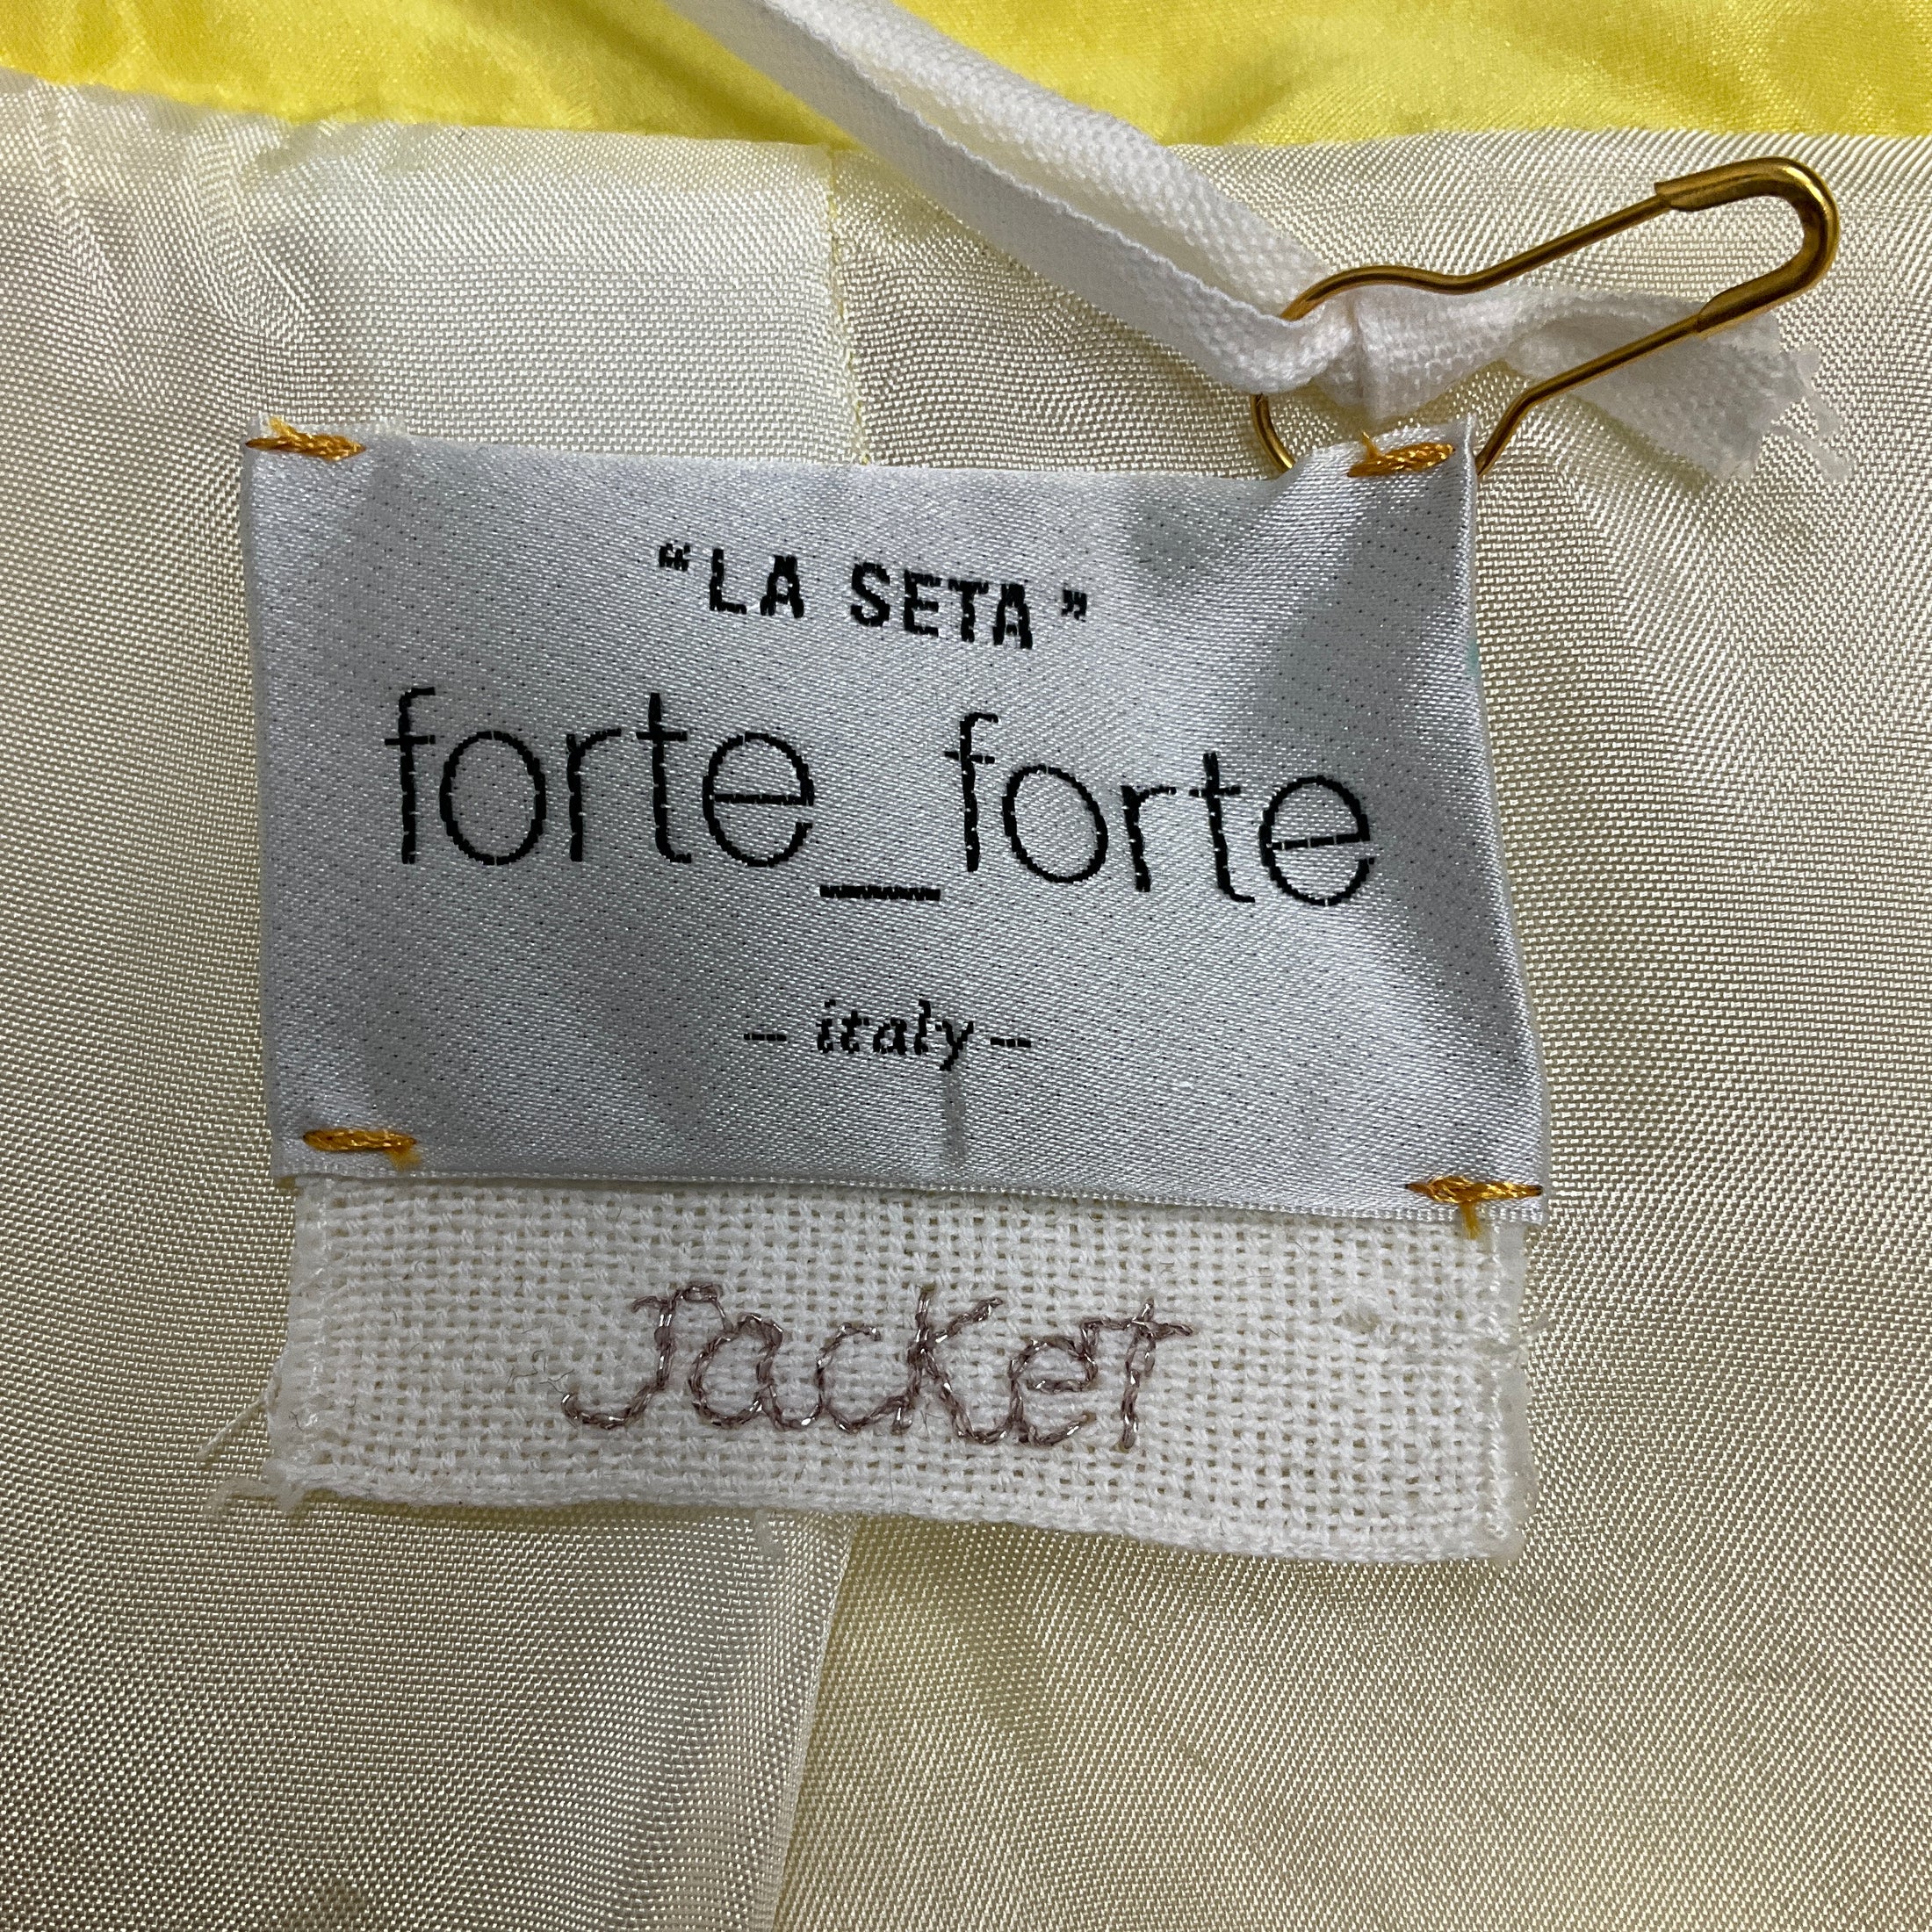 "LA SETA"
forte_forte
- italy -
Jacket